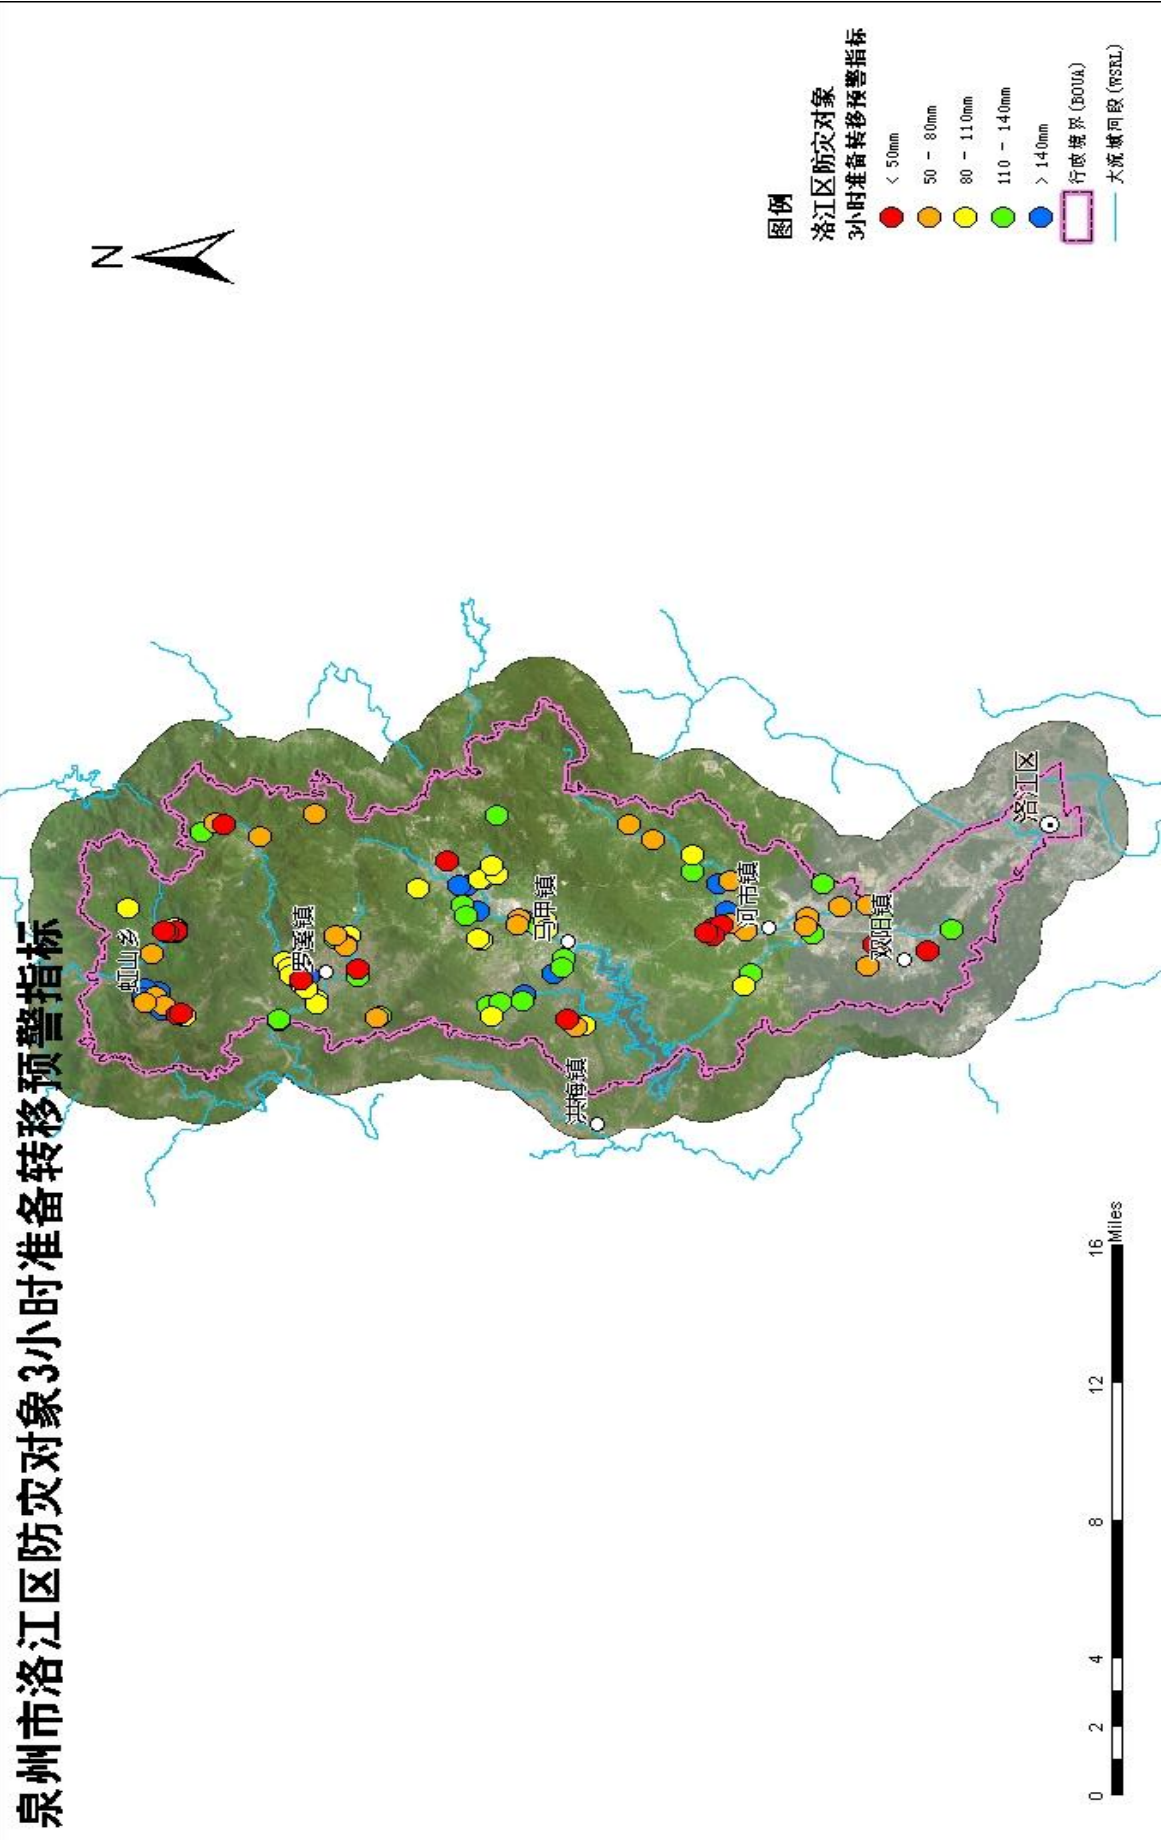 泉州市洛江区防灾对象3小时准备转移预警指标
N
虹山乡
罗溪镇
马甲镇
洪梅镇
河市镇
双阳镇
洛江区
图例
洛江区防灾对象
3小时准备转移预警指标
< 50mm
50 - 80mm
80 - 110mm
110 - 140mm
> 140mm
行政境界(BOUA)
大流域河段(WSRL)
0 2 4 8 12 16
Miles